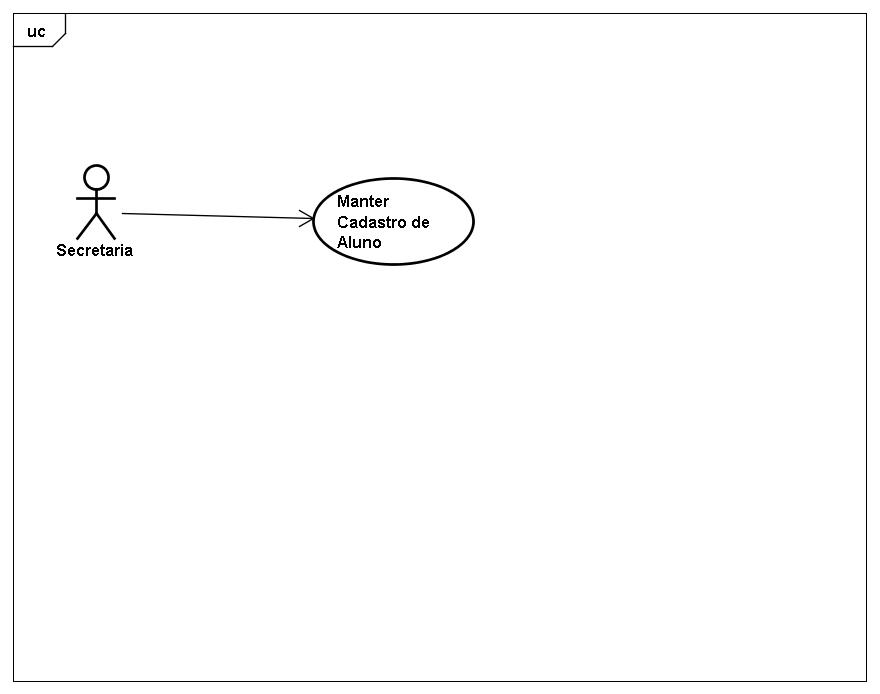 uc
Manter
Cadastro de
Aluno
Secretaria